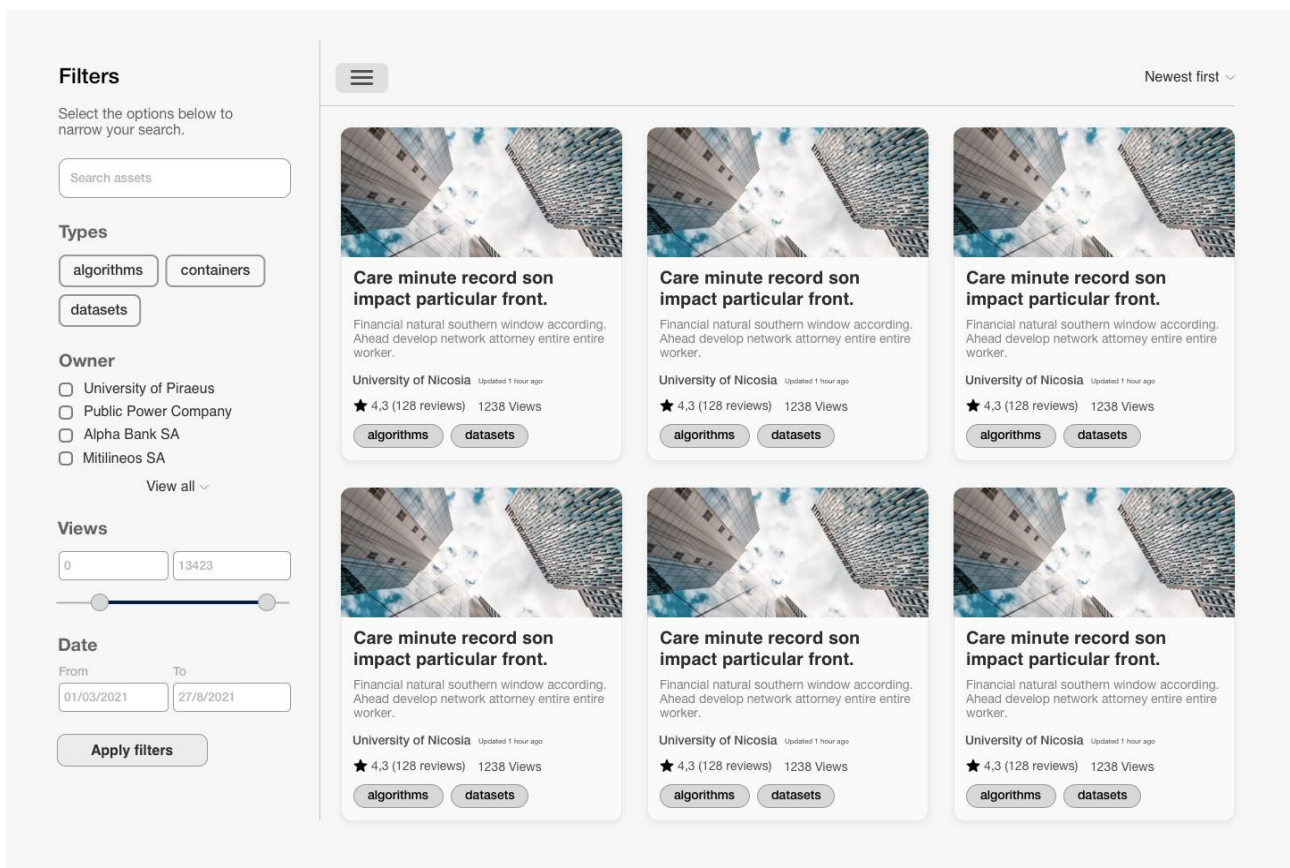 Filters
Select the options below to
narrow your search.
Search assets
Types
algorithms containers
datasets
Owner
University of Piraeus
Public Power Company
Alpha Bank SA
Mitilineos SA
View all
Views
0 13423
Date
From To
01/03/2021 27/8/2021
Apply filters
Newest first
Care minute record son
impact particular front.
Financial natural southern window according.
Ahead develop network attorney entire entire
worker.
University of Nicosia Updated 1 hour ago
4,3 (128 reviews) 1238 Views
algorithms datasets
Care minute record son
impact particular front.
Financial natural southern window according.
Ahead develop network attorney entire entire
worker.
University of Nicosia Updated 1 hour ago
4,3 (128 reviews) 1238 Views
algorithms datasets
Care minute record son
impact particular front.
Financial natural southern window according.
Ahead develop network attorney entire entire
worker.
University of Nicosia Updated 1 hour ago
4,3 (128 reviews) 1238 Views
algorithms datasets
Care minute record son
impact particular front.
Financial natural southern window according.
Ahead develop network attorney entire entire
worker.
University of Nicosia Updated 1 hour ago
4,3 (128 reviews) 1238 Views
algorithms datasets
Care minute record son
impact particular front.
Financial natural southern window according.
Ahead develop network attorney entire entire
worker.
University of Nicosia Updated 1 hour ago
4,3 (128 reviews) 1238 Views
algorithms datasets
Care minute record son
impact particular front.
Financial natural southern window according.
Ahead develop network attorney entire entire
worker.
University of Nicosia Updated 1 hour ago
4,3 (128 reviews) 1238 Views
algorithms datasets